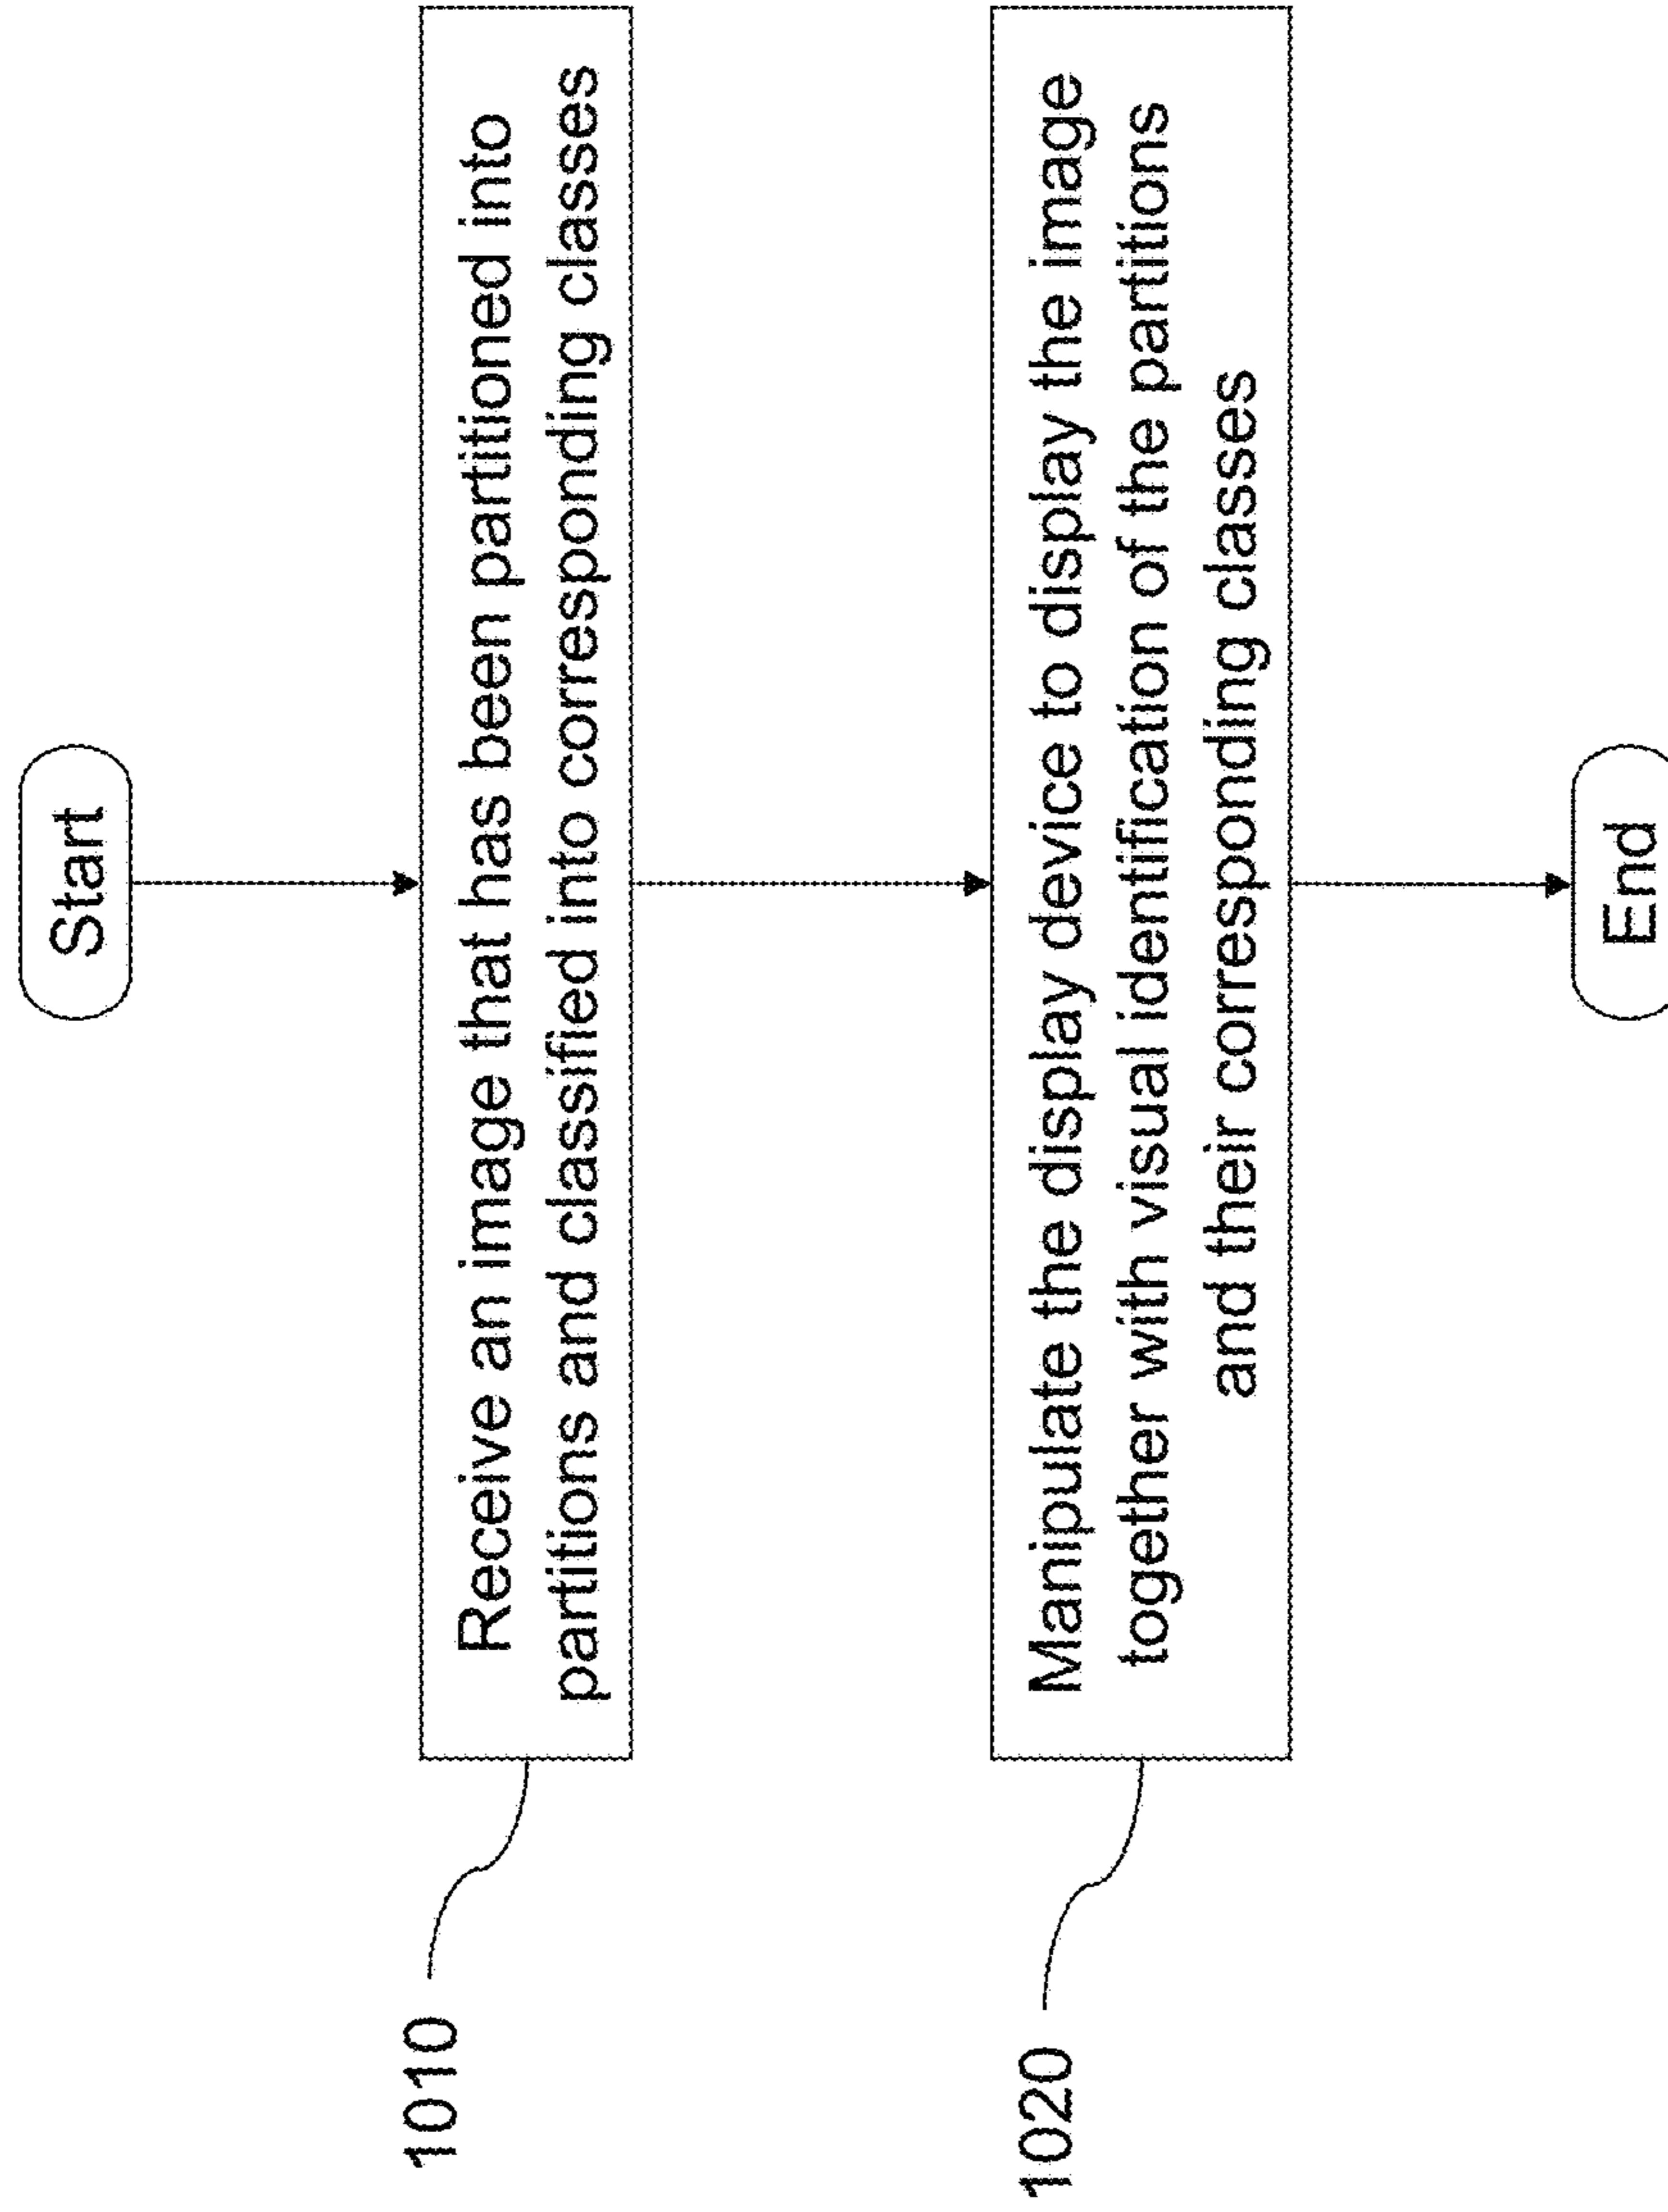 Start
1010
Receive an image that has been partitioned into
partitions and classified into corresponding classes
1020
Manipulate the display device to display the image
together with visual identification of the partitions
and their corresponding classes
End